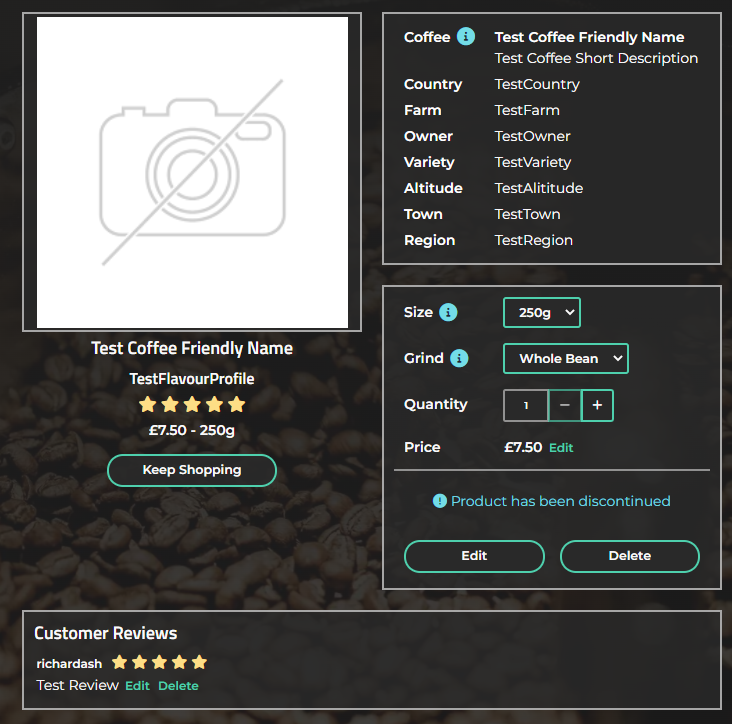 Test Coffee Friendly Name
TestFlavourProfile
£7.50 - 250g
Keep Shopping
Coffee Test Coffee Friendly Name
Test Coffee Short Description
Country TestCountry
Farm TestFarm
Owner TestOwner
Variety TestVariety
Altitude TestAlititude
Town TestTown
Region TestRegion
Size 250g
Grind Whole Bean
Quantity 1 − +
Price £7.50 Edit
Product has been discontinued
Edit Delete
Customer Reviews
richardash
Test Review Edit Delete